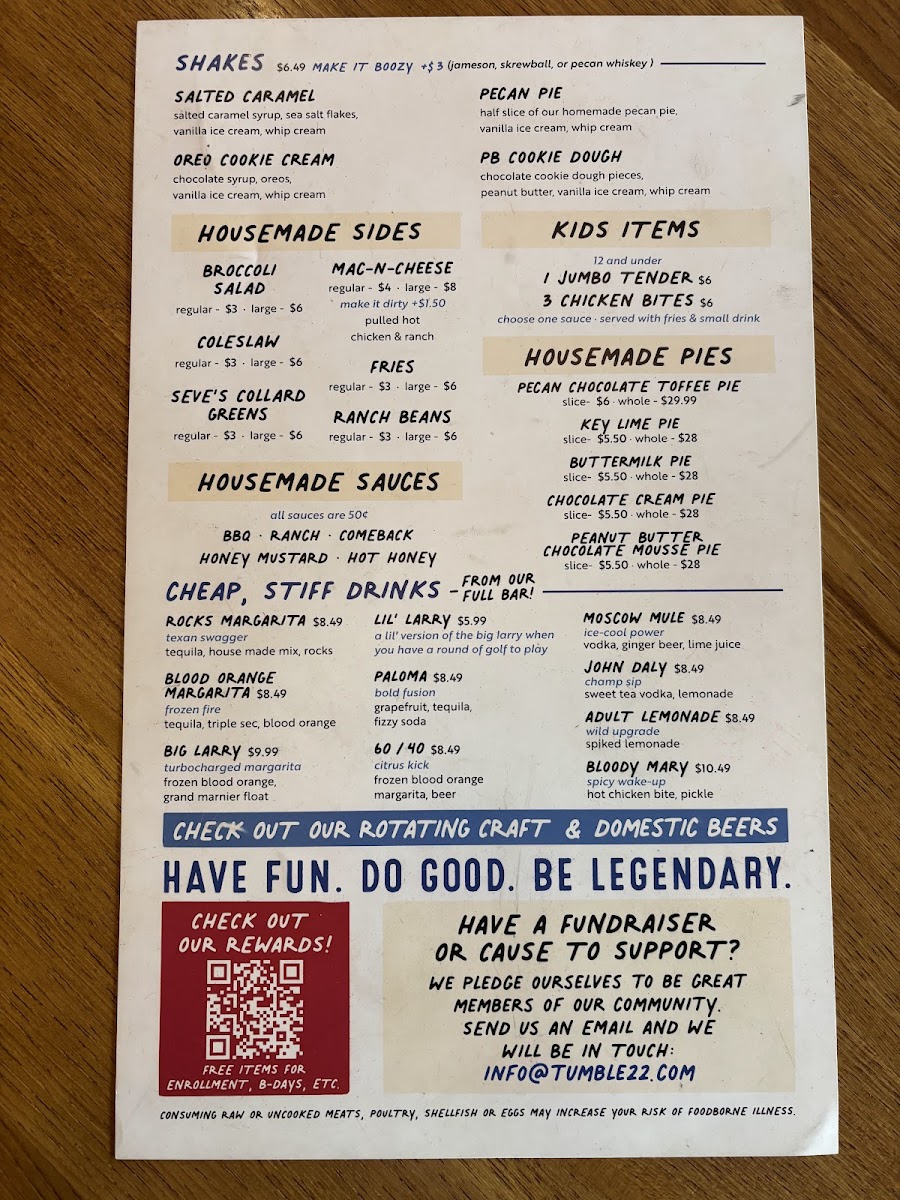 SHAKES $6.49 MAKE IT BOOZY +$3 (jameson, skrewball, or pecan whiskey )
SALTED CARAMEL
salted caramel syrup, sea salt flakes,
vanilla ice cream, whip cream
OREO COOKIE CREAM
chocolate syrup, oreos,
vanilla ice cream, whip cream
PECAN PIE
half slice of our homemade pecan pie,
vanilla ice cream, whip cream
PB COOKIE DOUGH
chocolate cookie dough pieces,
peanut butter, vanilla ice cream, whip cream
HOUSEMADE SIDES
BROCCOLI
SALAD
regular - $3 · large - $6
COLESLAW
regular - $3 · large - $6
SEVE'S COLLARD
GREENS
regular - $3 · large - $6
MAC-N-CHEESE
regular - $4 · large - $8
make it dirty +$1.50
pulled hot
chicken & ranch
FRIES
regular - $3 · large - $6
RANCH BEANS
regular - $3 · large - $6
HOUSEMADE SAUCES
all sauces are 50¢
BBQ · RANCH · COMEBACK
HONEY MUSTARD · HOT HONEY
KIDS ITEMS
12 and under
1 JUMBO TENDER $6
3 CHICKEN BITES $6
choose one sauce · served with fries & small drink
HOUSEMADE PIES
PECAN CHOCOLATE TOFFEE PIE
slice- $6 · whole - $29.99
KEY LIME PIE
slice- $5.50 · whole - $28
BUTTERMILK PIE
slice- $5.50 · whole - $28
CHOCOLATE CREAM PIE
slice- $5.50 · whole - $28
PEANUT BUTTER
CHOCOLATE MOUSSE PIE
slice- $5.50 · whole - $28
CHEAP, STIFF DRINKS - FROM OUR
FULL BAR!
ROCKS MARGARITA $8.49
texan swagger
tequila, house made mix, rocks
BLOOD ORANGE
MARGARITA $8.49
frozen fire
tequila, triple sec, blood orange
BIG LARRY $9.99
turbocharged margarita
frozen blood orange,
grand marnier float
LIL' LARRY $5.99
a lil' version of the big larry when
you have a round of golf to play
PALOMA $8.49
bold fusion
grapefruit, tequila,
fizzy soda
60 / 40 $8.49
citrus kick
frozen blood orange
margarita, beer
MOSCOW MULE $8.49
ice-cool power
vodka, ginger beer, lime juice
JOHN DALY $8.49
champ sip
sweet tea vodka, lemonade
ADULT LEMONADE $8.49
wild upgrade
spiked lemonade
BLOODY MARY $10.49
spicy wake-up
hot chicken bite, pickle
CHECK OUT OUR ROTATING CRAFT & DOMESTIC BEERS
HAVE FUN. DO GOOD. BE LEGENDARY.
CHECK OUT
OUR REWARDS!
FREE ITEMS FOR
ENROLLMENT, B-DAYS, ETC.
HAVE A FUNDRAISER
OR CAUSE TO SUPPORT?
WE PLEDGE OURSELVES TO BE GREAT
MEMBERS OF OUR COMMUNITY.
SEND US AN EMAIL AND WE
WILL BE IN TOUCH:
INFO@TUMBLE22.COM
CONSUMING RAW OR UNCOOKED MEATS, POULTRY, SHELLFISH OR EGGS MAY INCREASE YOUR RISK OF FOODBORNE ILLNESS.